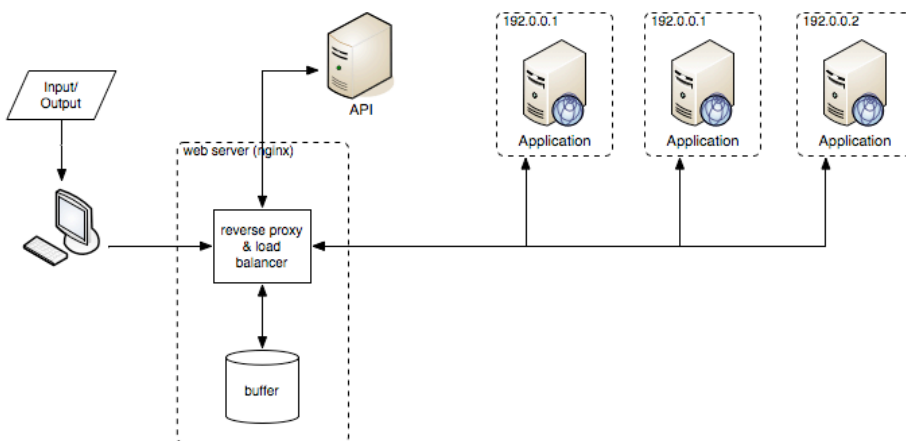 192.0.0.1
192.0.0.1
192.0.0.2
Input/
Output
API
Application
Application
Application
web server (nginx)
reverse proxy
& load
balancer
buffer